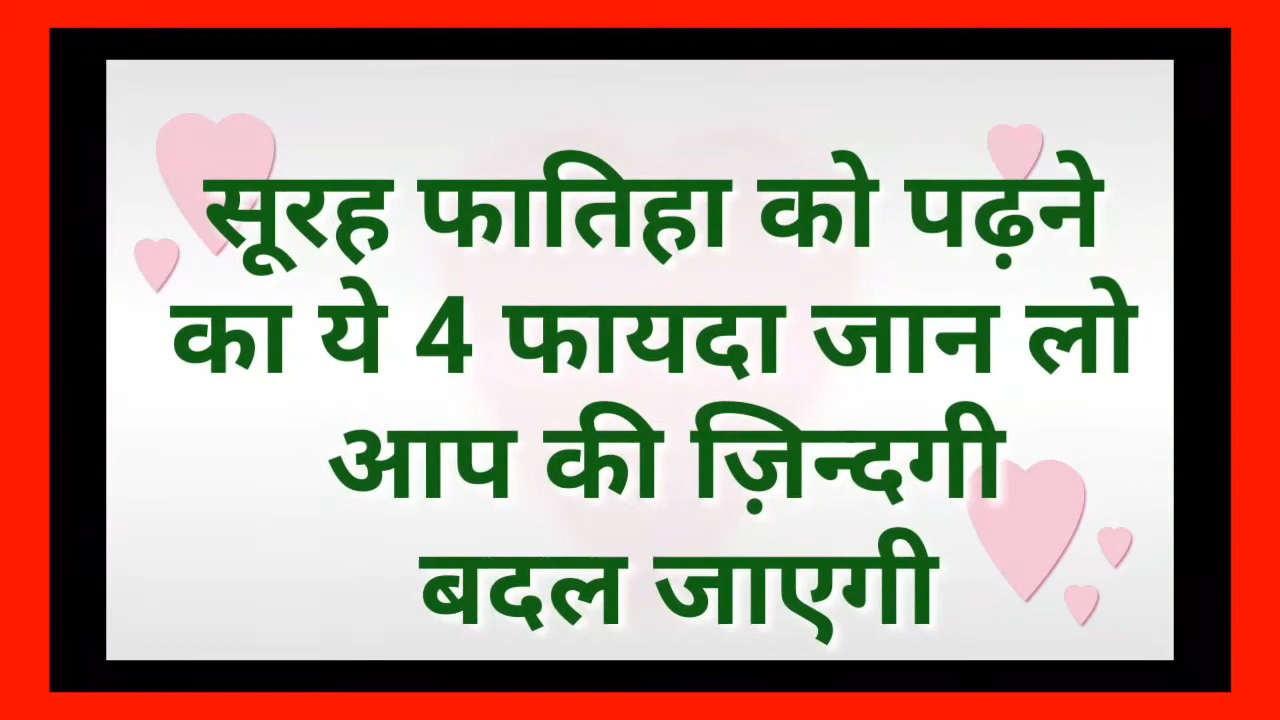 सूरह फातिहा को पढ़ने
का ये 4 फायदा जान लो
आप की ज़िन्दगी
बदल जाएगी